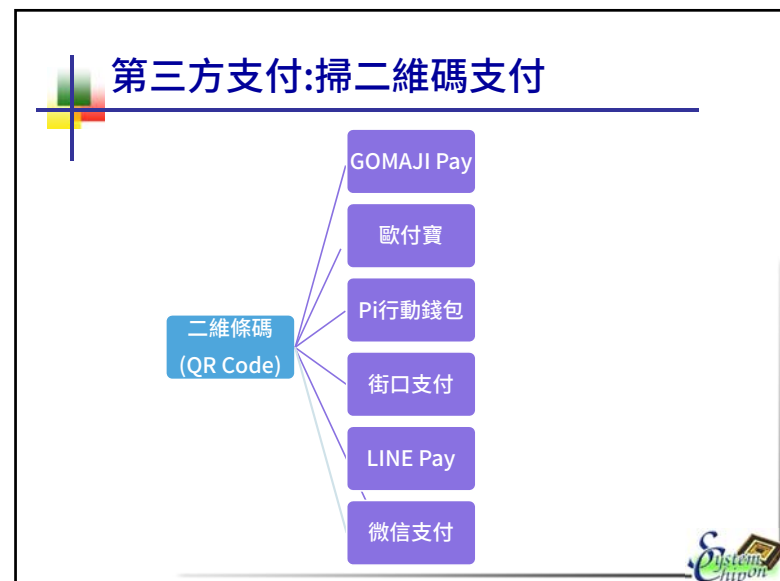 第三方支付:掃二維碼支付
GOMAJI Pay
歐付寶
Pi行動錢包
二維條碼
(QR Code)
街口支付
LINE Pay
微信支付
System
Chipon